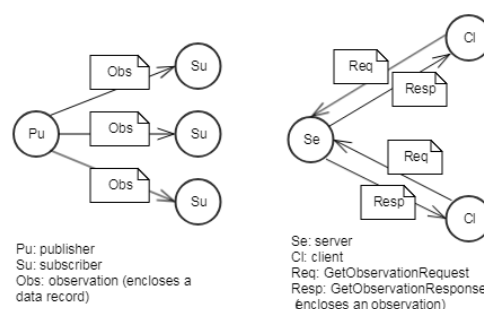 Obs
Su
Pu
Obs
Su
Obs
Su
Pu: publisher
Su: subscriber
Obs: observation (encloses a
data record)
Cl
Req
Resp
Se
Req
Resp
Cl
Se: server
Cl: client
Req: GetObservationRequest
Resp: GetObservationResponse
encloses an observation)